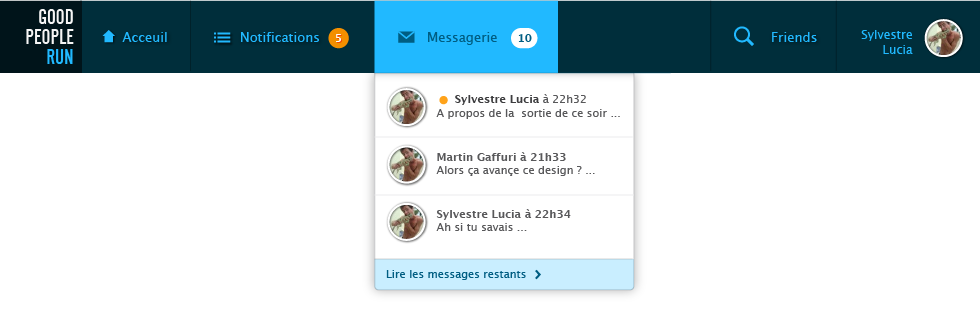 GOOD
PEOPLE
RUN
Acceuil
Notifications 5
Messagerie 10
Friends
Sylvestre
Lucia
Sylvestre Lucia à 22h32
A propos de la sortie de ce soir ...
Martin Gaffuri à 21h33
Alors ça avançe ce design ? ...
Sylvestre Lucia à 22h34
Ah si tu savais ...
Lire les messages restants